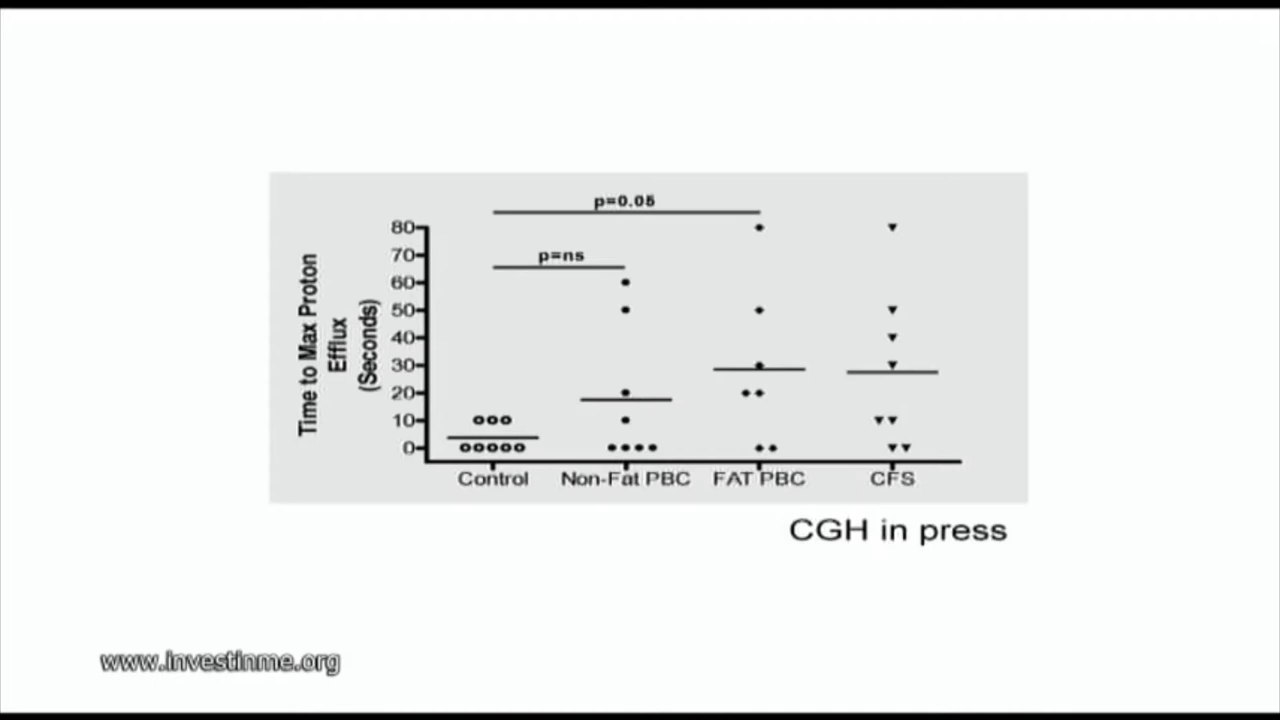 p=0.05
p=ns
Time to Max Proton
Efflux
(Seconds)
80
70
60
50
40
30
20
10
0
Control Non-Fat PBC FAT PBC CFS
CGH in press
www.investinme.org